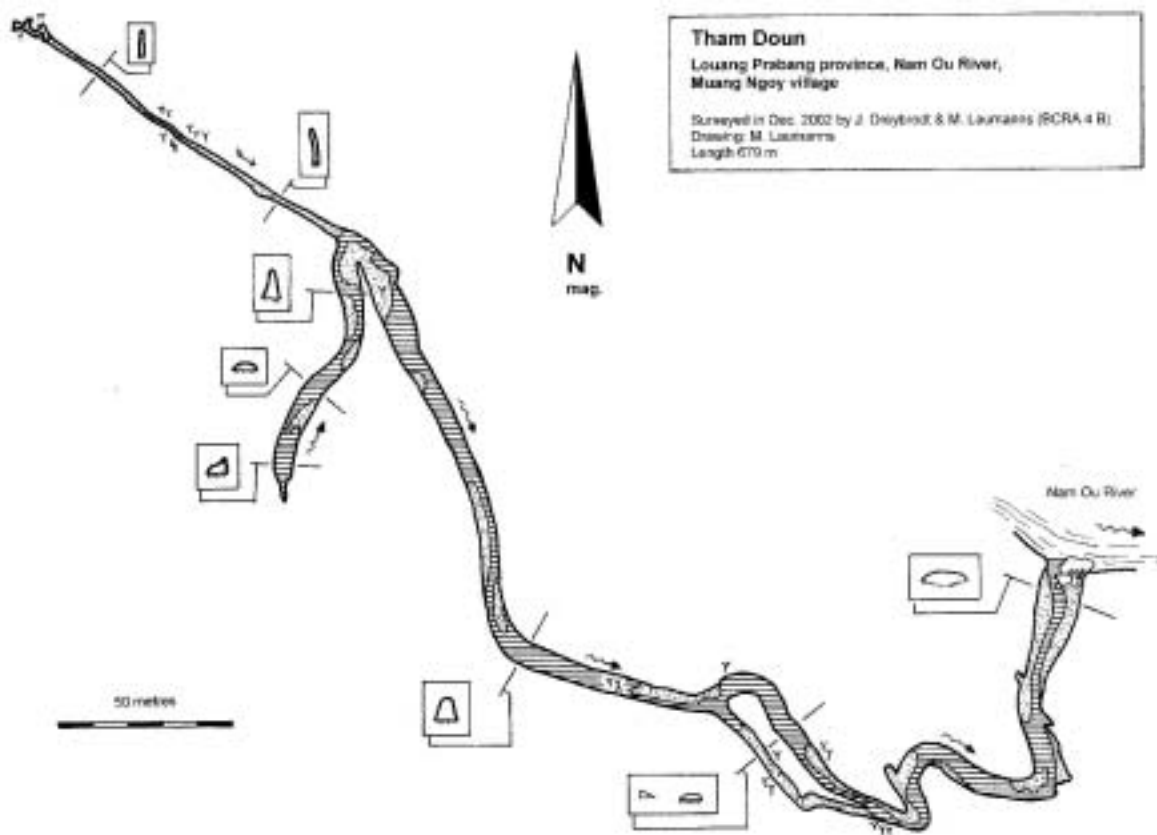 Tham Doun
Louang Prabang province, Nam Ou River,
Muang Ngoy village
Surveyed in Dec. 2002 by J. Dreybrodt & M. Laumanns (BCRA 4 B)
Drawing: M. Laumanns
Length 679 m
N
mag.
Nam Ou River
50 metres